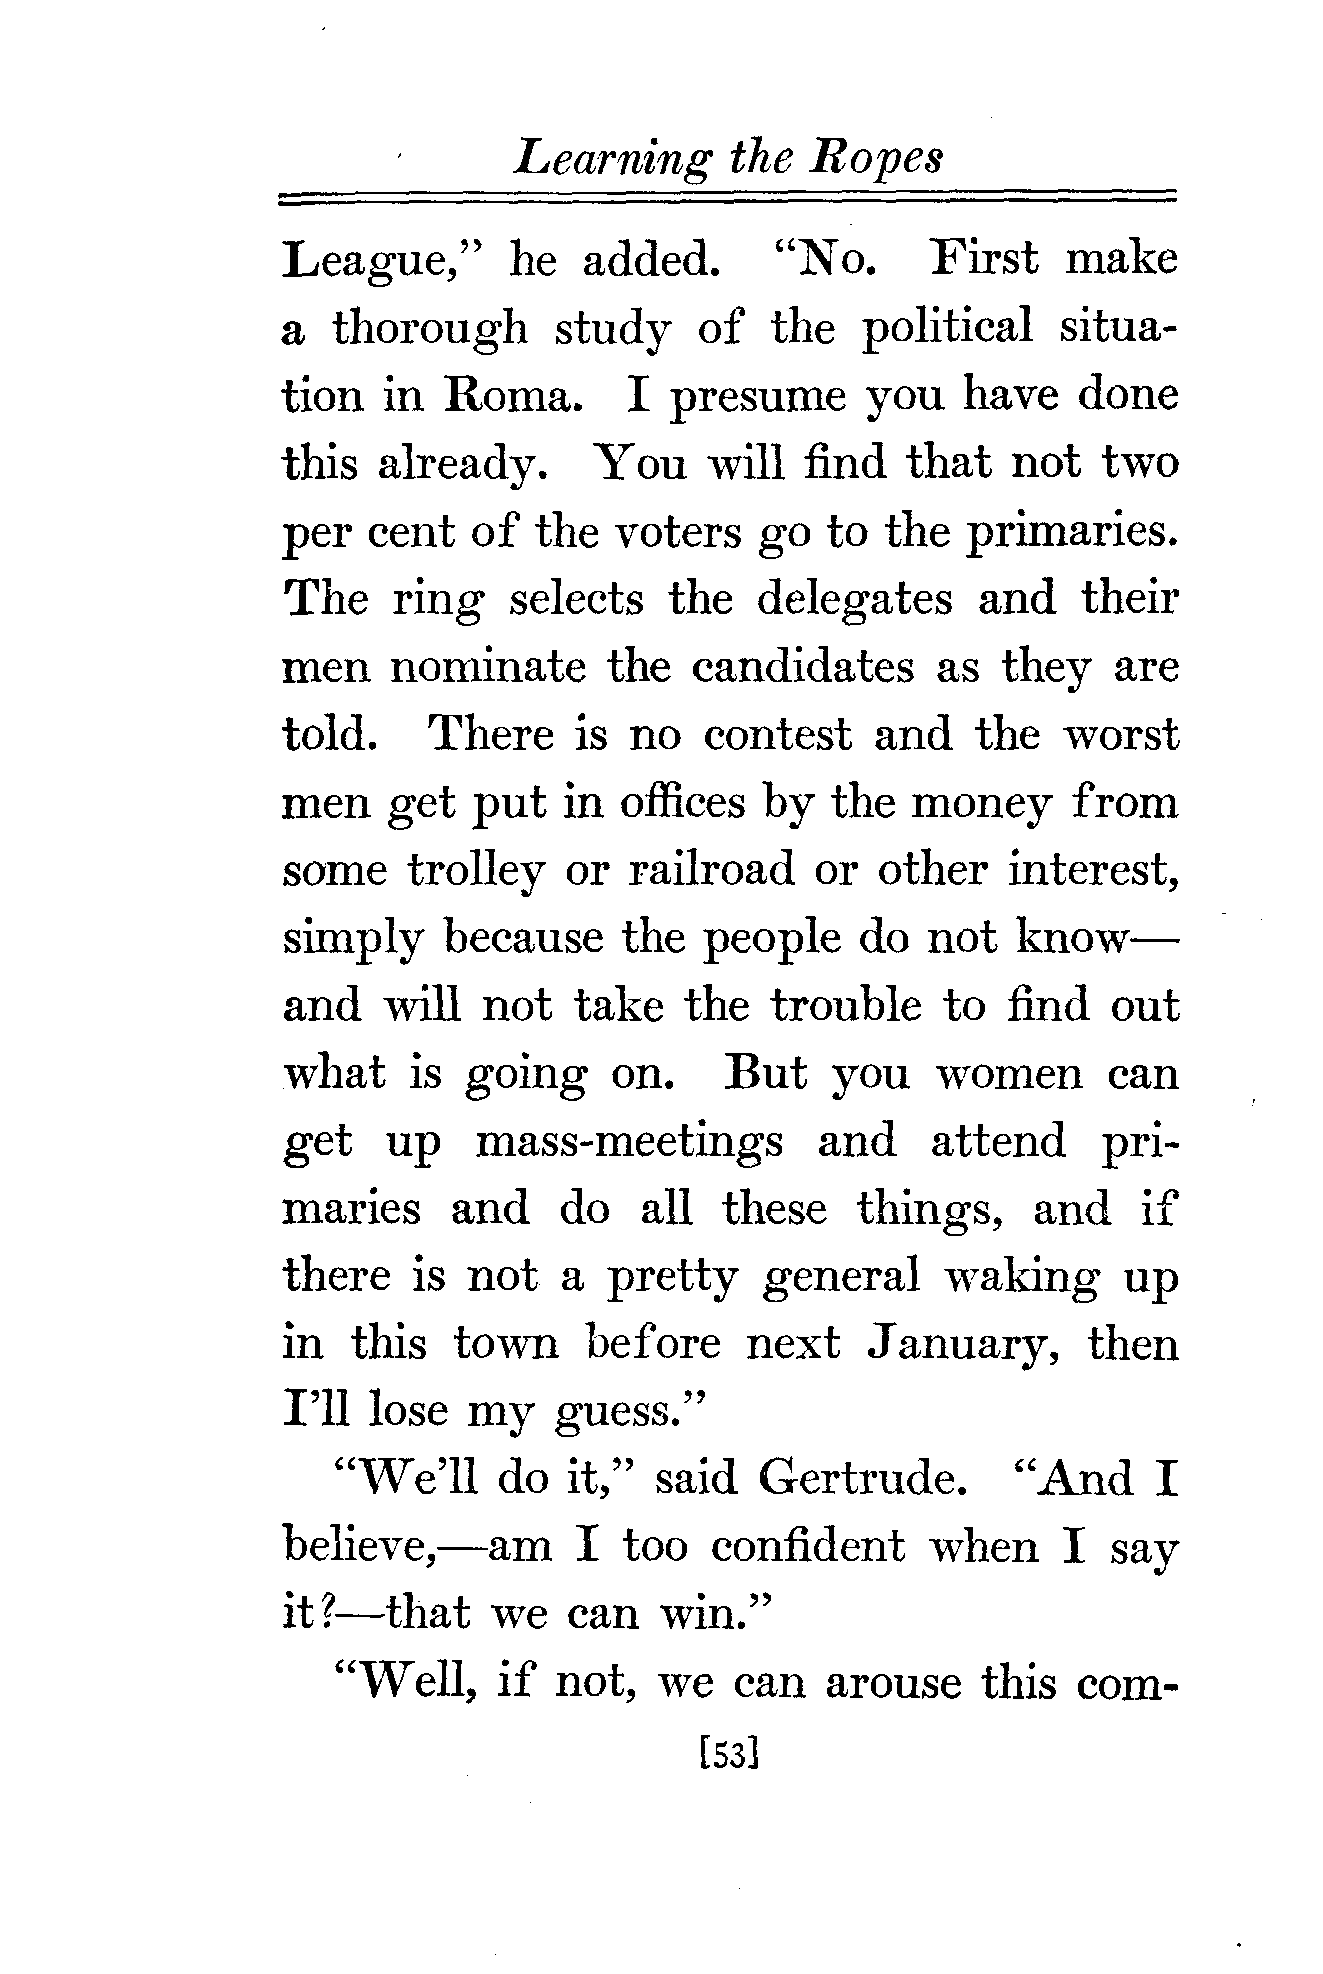 Learning the Ropes
League,” he added. “No. First make
a thorough study of the political situa-
tion in Roma. I presume you have done
this already. You will find that not two
per cent of the voters go to the primaries.
The ring selects the delegates and their
men nominate the candidates as they are
told. There is no contest and the worst
men get put in offices by the money from
some trolley or railroad or other interest,
simply because the people do not know—
and will not take the trouble to find out
what is going on. But you women can
get up mass-meetings and attend pri-
maries and do all these things, and if
there is not a pretty general waking up
in this town before next January, then
I’ll lose my guess.”
“We’ll do it,” said Gertrude. “And I
believe,—am I too confident when I say
it?—that we can win.”
“Well, if not, we can arouse this com-
[53]